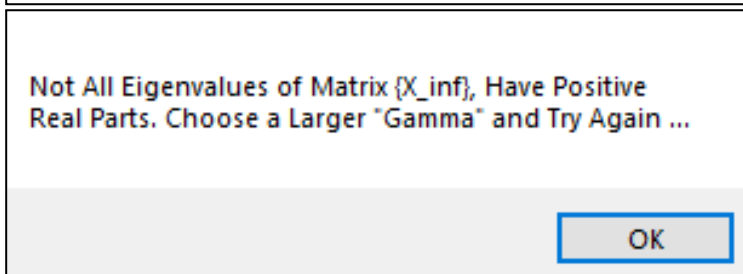 Not All Eigenvalues of Matrix {X_inf}, Have Positive
Real Parts. Choose a Larger "Gamma" and Try Again ...
OK